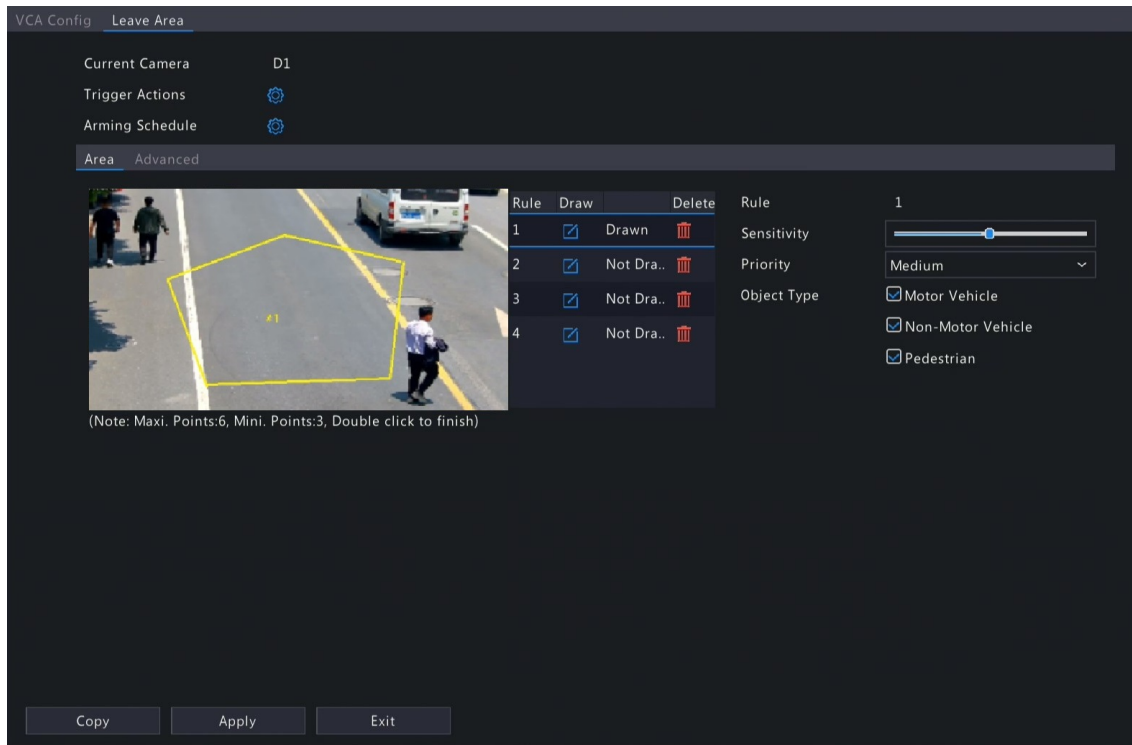 VCA Config Leave Area
Current Camera D1
Trigger Actions
Arming Schedule
Area Advanced
Rule Draw Delete
1 Drawn
2 Not Dra..
3 Not Dra..
4 Not Dra..
#1
(Note: Maxi. Points:6, Mini. Points:3, Double click to finish)
Rule 1
Sensitivity
Priority Medium
Object Type Motor Vehicle
Non-Motor Vehicle
Pedestrian
Copy Apply Exit